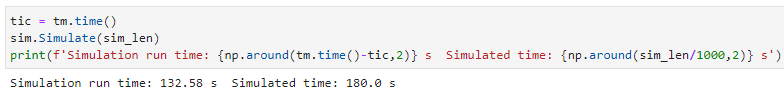 tic = tm.time()
sim.Simulate(sim_len)
print(f'Simulation run time: {np.around(tm.time()-tic,2)} s  Simulated time: {np.around(sim_len/1000,2)} s')
Simulation run time: 132.58 s  Simulated time: 180.0 s